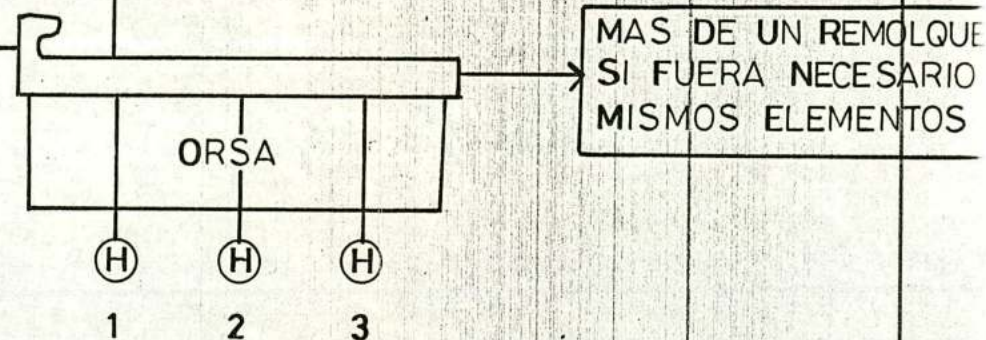 MAS DE UN REMOLQUE
SI FUERA NECESARIO
MISMOS ELEMENTOS
ORSA
H H H
1 2 3